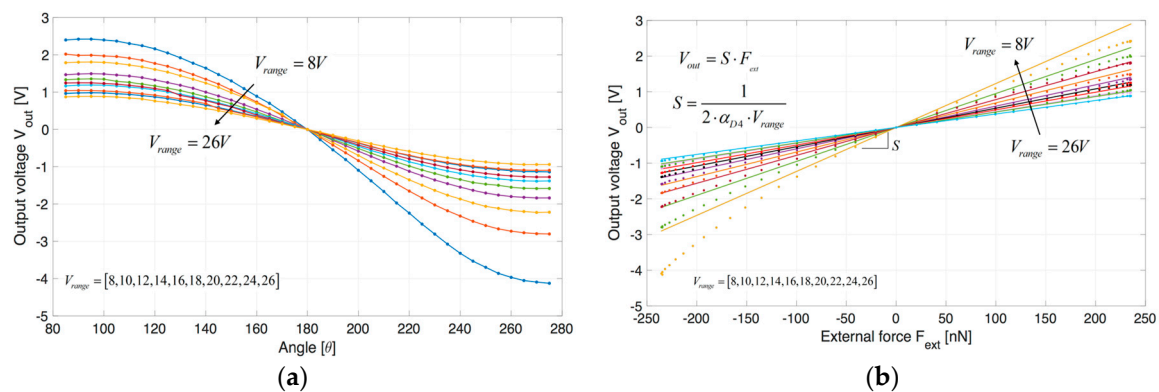 3
2
1
0
-1
-2
-3
-4
-5
Output voltage V_out [V]
V_range = 8V
V_range = 26V
V_range = [8,10,12,14,16,18,20,22,24,26]
80 100 120 140 160 180 200 220 240 260 280
Angle [θ]
(a)
3
2
1
0
-1
-2
-3
-4
-5
Output voltage V_out [V]
V_out = S · F_ext
S = 1 / 2 · α_D4 · V_range
V_range = 8V
V_range = 26V
S
V_range = [8,10,12,14,16,18,20,22,24,26]
-250 -200 -150 -100 -50 0 50 100 150 200 250
External force F_ext [nN]
(b)